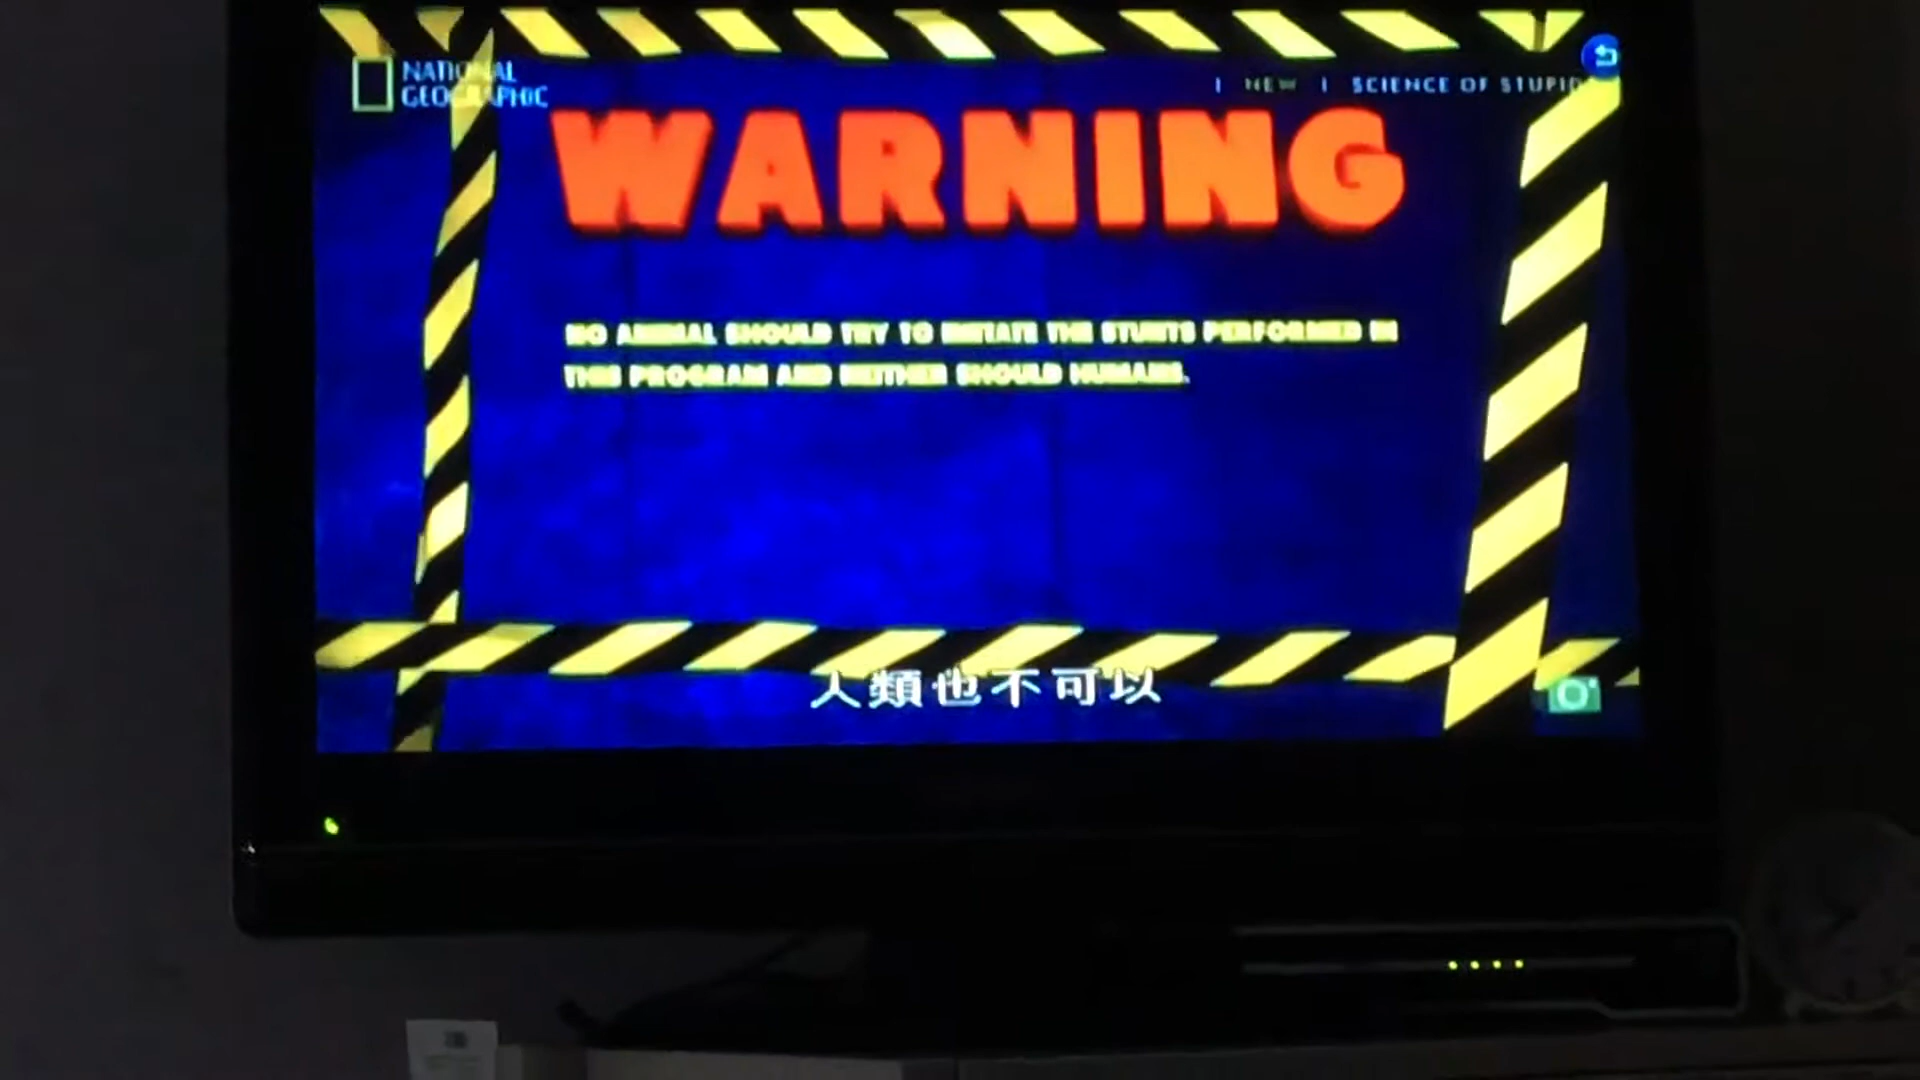 NATIONAL
GEOGRAPHIC
| NEW | SCIENCE OF STUPID
WARNING
NO ANIMAL SHOULD TRY TO IMITATE THE STUNTS PERFORMED IN
THIS PROGRAM AND NEITHER SHOULD HUMANS.
人類也不可以